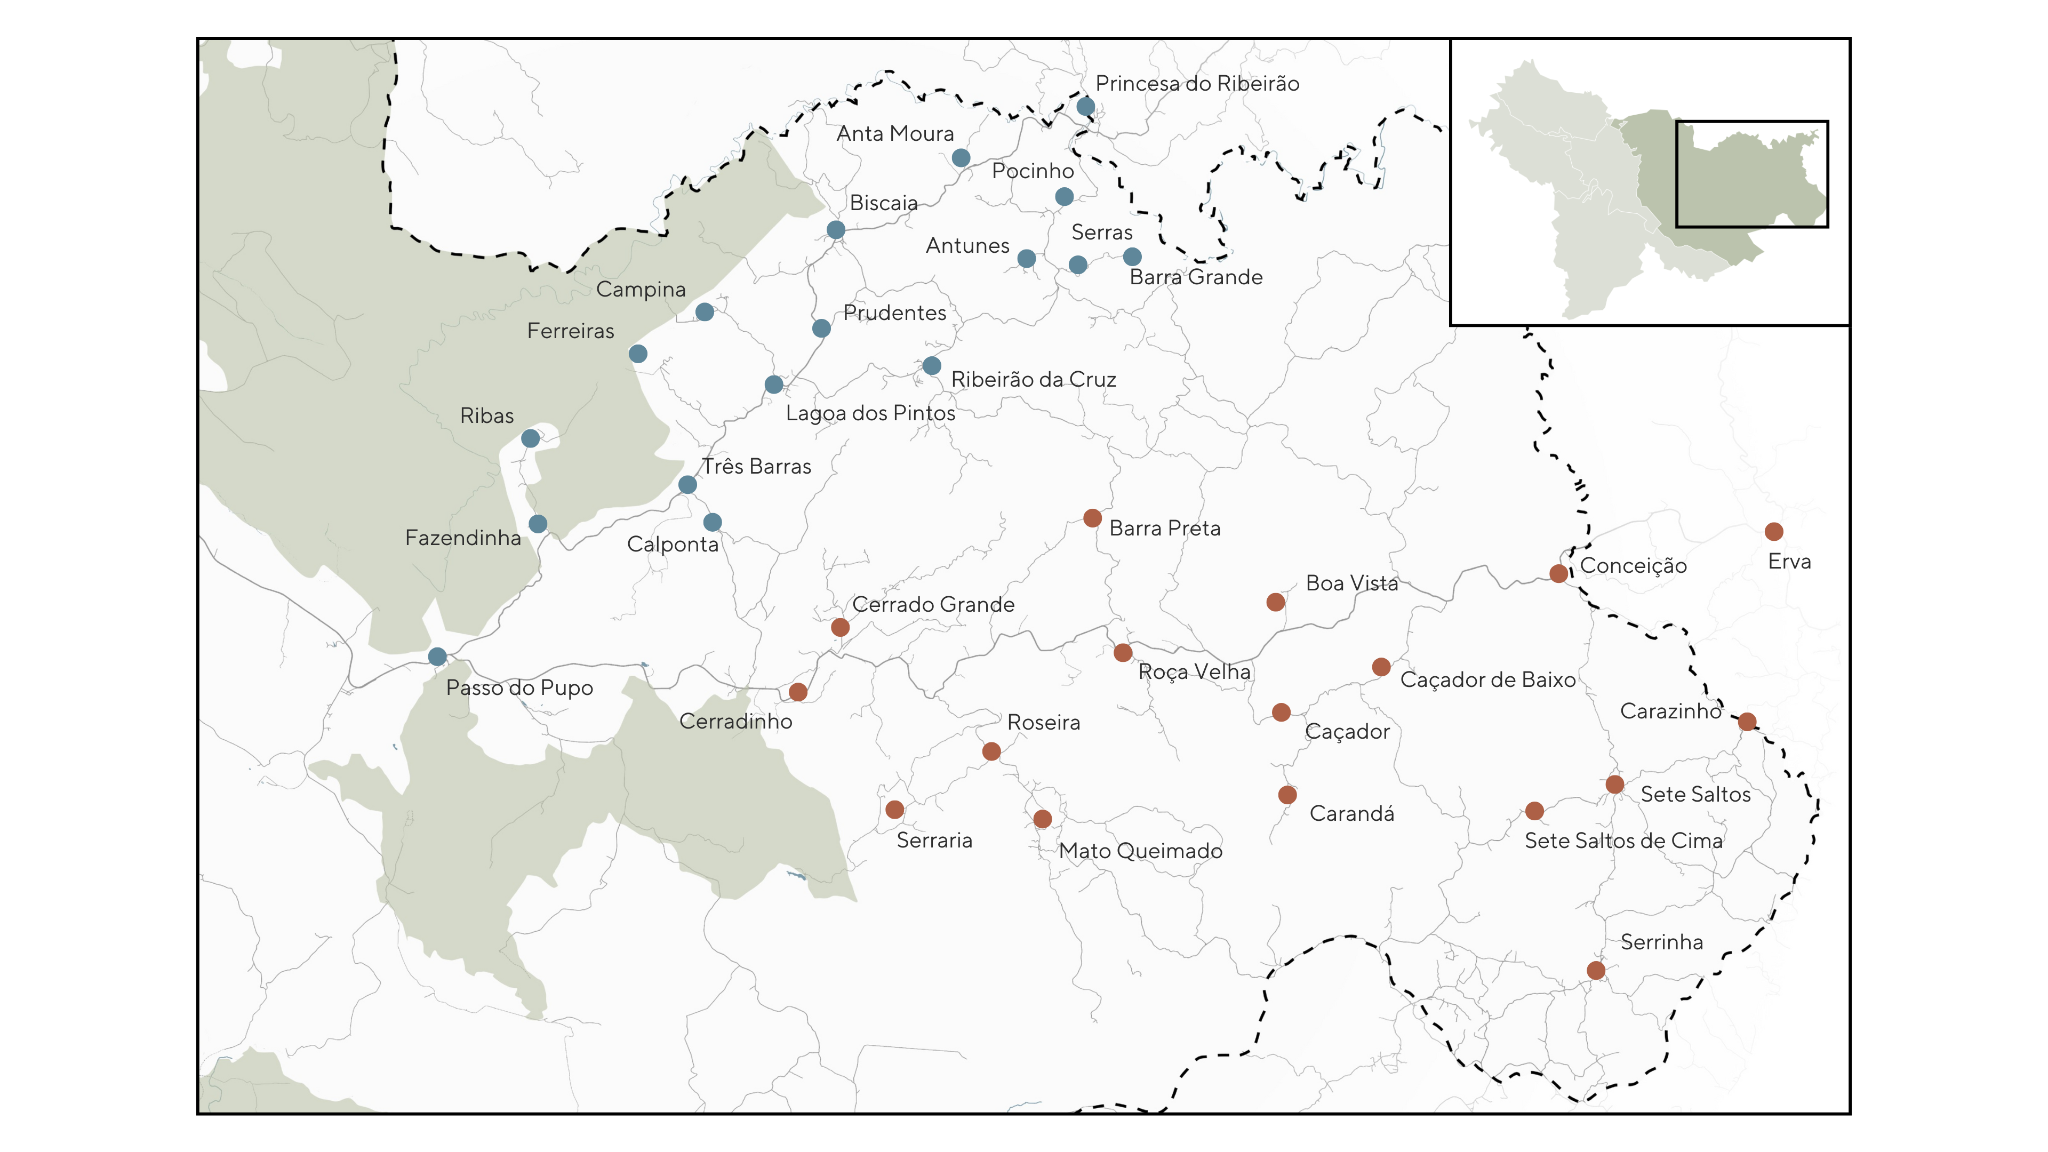 Princesa do Ribeirão
Anta Moura
Pocinho
Biscaia
Serras
Antunes
Barra Grande
Campina
Prudentes
Ferreiras
Ribeirão da Cruz
Lagoa dos Pintos
Ribas
Três Barras
Barra Preta
Fazendinha
Calponta
Erva
Conceição
Boa Vista
Cerrado Grande
Roça Velha
Caçador de Baixo
Passo do Pupo
Carazinho
Cerradinho
Roseira
Caçador
Sete Saltos
Carandá
Serraria
Sete Saltos de Cima
Mato Queimado
Serrinha